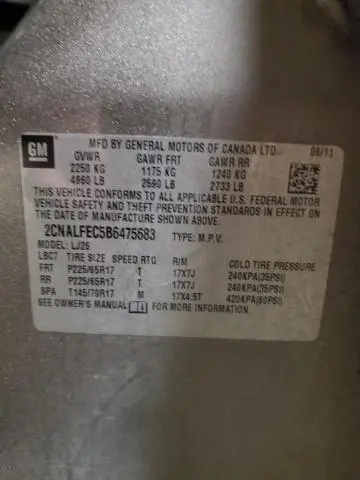 GM
MFD BY GENERAL MOTORS OF CANADA LTD. 06/11
GVWR GAWR FRT GAWR RR
2250 KG 1175 KG 1240 KG
4960 LB 2590 LB 2733 LB
THIS VEHICLE CONFORMS TO ALL APPLICABLE U.S. FEDERAL MOTOR
VEHICLE SAFETY AND THEFT PREVENTION STANDARDS IN EFFECT ON
THE DATE OF MANUFACTURE SHOWN ABOVE.
2CNALFEC5B6475683 TYPE: M.P.V.
MODEL: LJ26
LBC7 TIRE SIZE SPEED RTG RIM COLD TIRE PRESSURE
FRT P225/65R17 T 17X7J 240KPA(35PSI)
RR P225/65R17 T 17X7J 240KPA(35PSI)
SPA T145/70R17 M 17X4.5T 420KPA(60PSI)
SEE OWNER'S MANUAL FOR MORE INFORMATION.